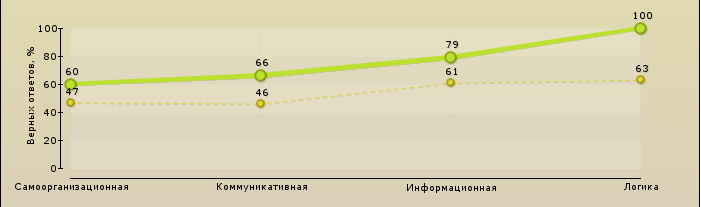 100
100
80
79
66
63
60
61
60
47
46
40
20
0
Верных ответов, %
Самоорганизационная
Коммуникативная
Информационная
Логика